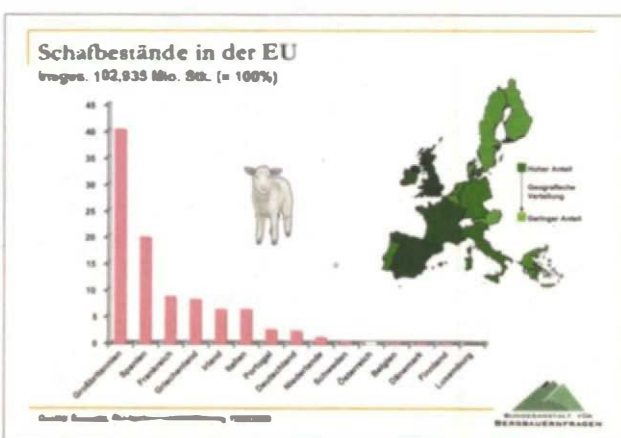 Schafbestände in der EU
Insges. 102,935 Mio. Stk. (= 100%)
45
40
35
30
25
20
15
10
5
0
Großbritannien
Spanien
Frankreich
Griechenland
Irland
Italien
Portugal
Deutschland
Niederlande
Schweden
Österreich
Belgien
Dänemark
Finnland
Luxemburg
Hoher Anteil
Geografische
Verteilung
Geringer Anteil
BUNDESANSTALT FÜR
BERGBAUERNFRAGEN